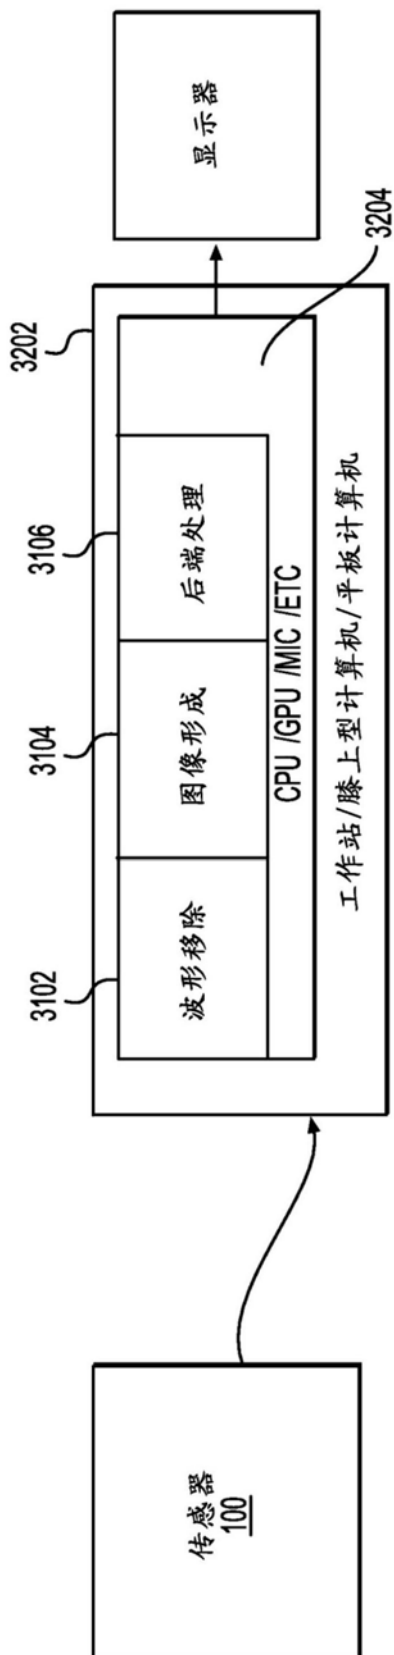 传感器
100
3102
3104
3106
3202
波形移除
图像形成
后端处理
CPU /GPU /MIC /ETC
工作站/膝上型计算机/平板计算机
3204
显示器